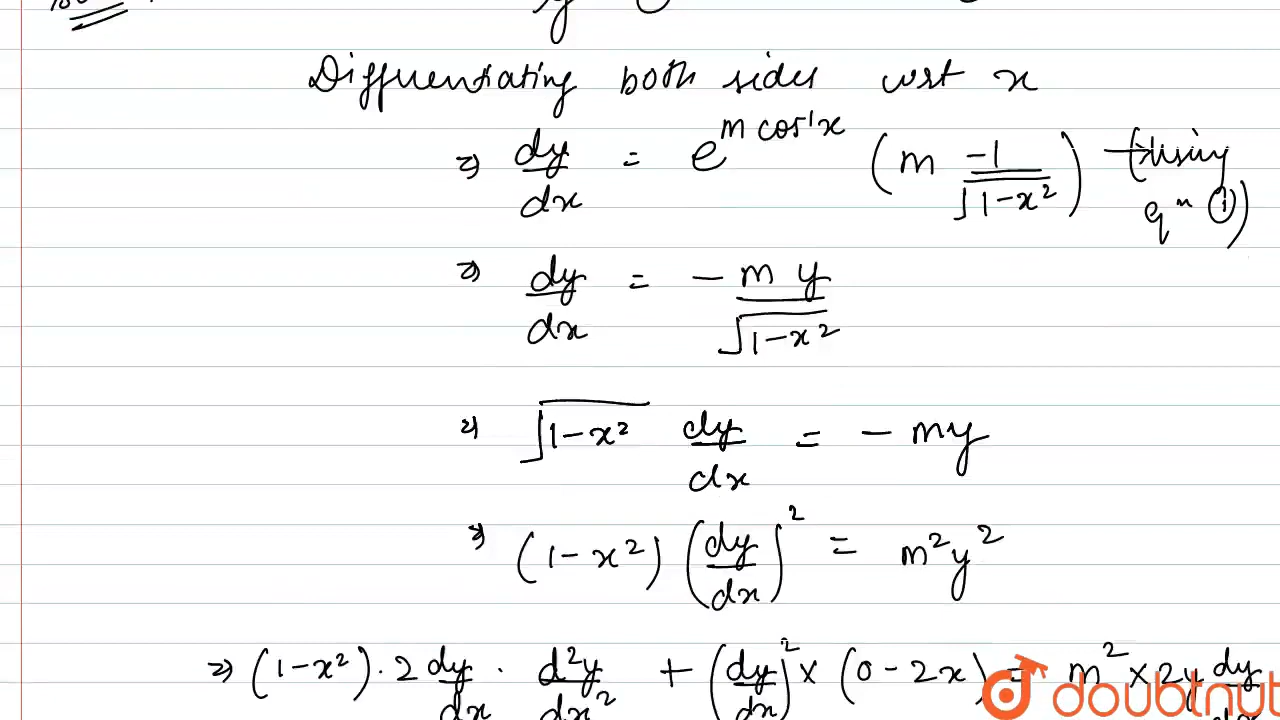 y
Differentiating both sides wrt x
⇒ dy/dx = e^(m cos⁻¹x) (m -1/√(1-x²)) (Using qⁿ ①)
⇒ dy/dx = - my/√(1-x²)
⇒ √(1-x²) dy/dx = - my
⇒ (1-x²) (dy/dx)² = m²y²
⇒ (1-x²) · 2 dy/dx · d²y/dx² + (dy/dx)² × (0-2x) = m² × 2y dy/dx
doubtnut